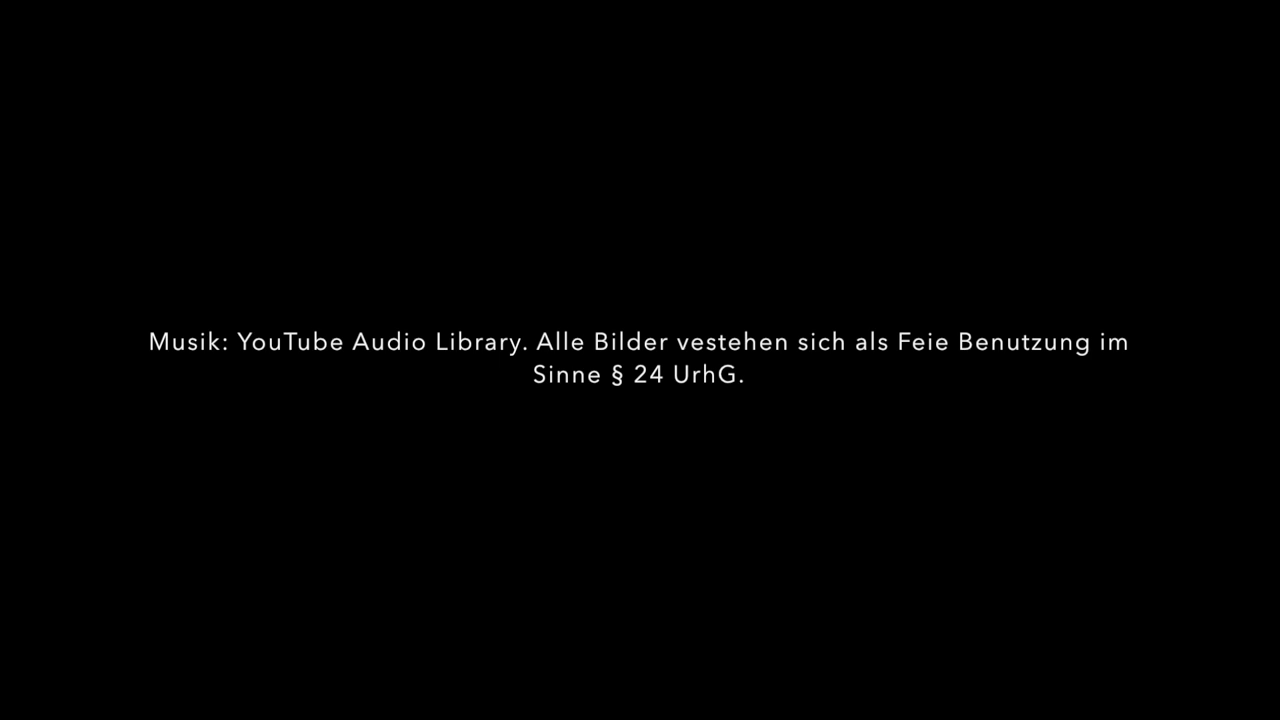 Musik: YouTube Audio Library. Alle Bilder vestehen sich als Feie Benutzung im
Sinne § 24 UrhG.